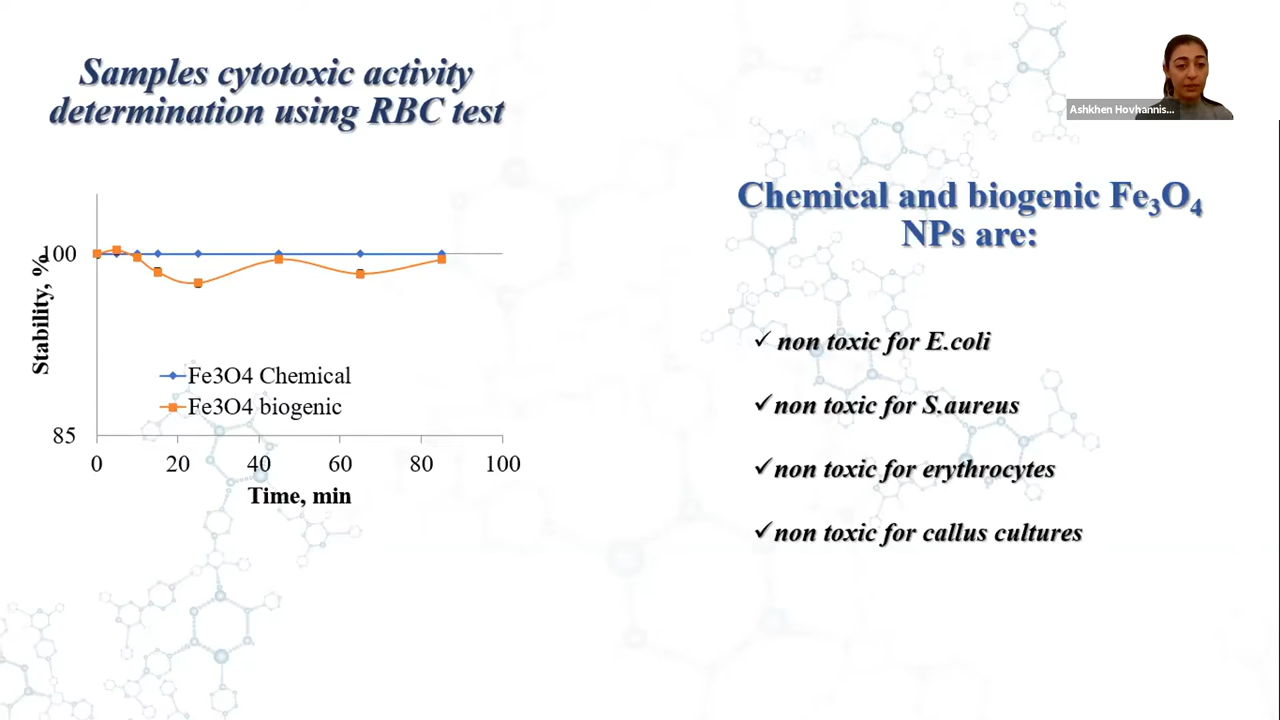 Samples cytotoxic activity
determination using RBC test
Ashkhen Hovhannis...
Chemical and biogenic Fe₃O₄
NPs are:
Stability, %
100
85
Fe3O4 Chemical
Fe3O4 biogenic
0 20 40 60 80 100
Time, min
✓ non toxic for E.coli
✓ non toxic for S.aureus
✓ non toxic for erythrocytes
✓ non toxic for callus cultures